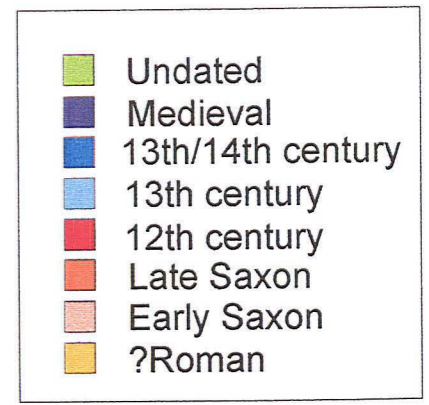 Undated
Medieval
13th/14th century
13th century
12th century
Late Saxon
Early Saxon
?Roman